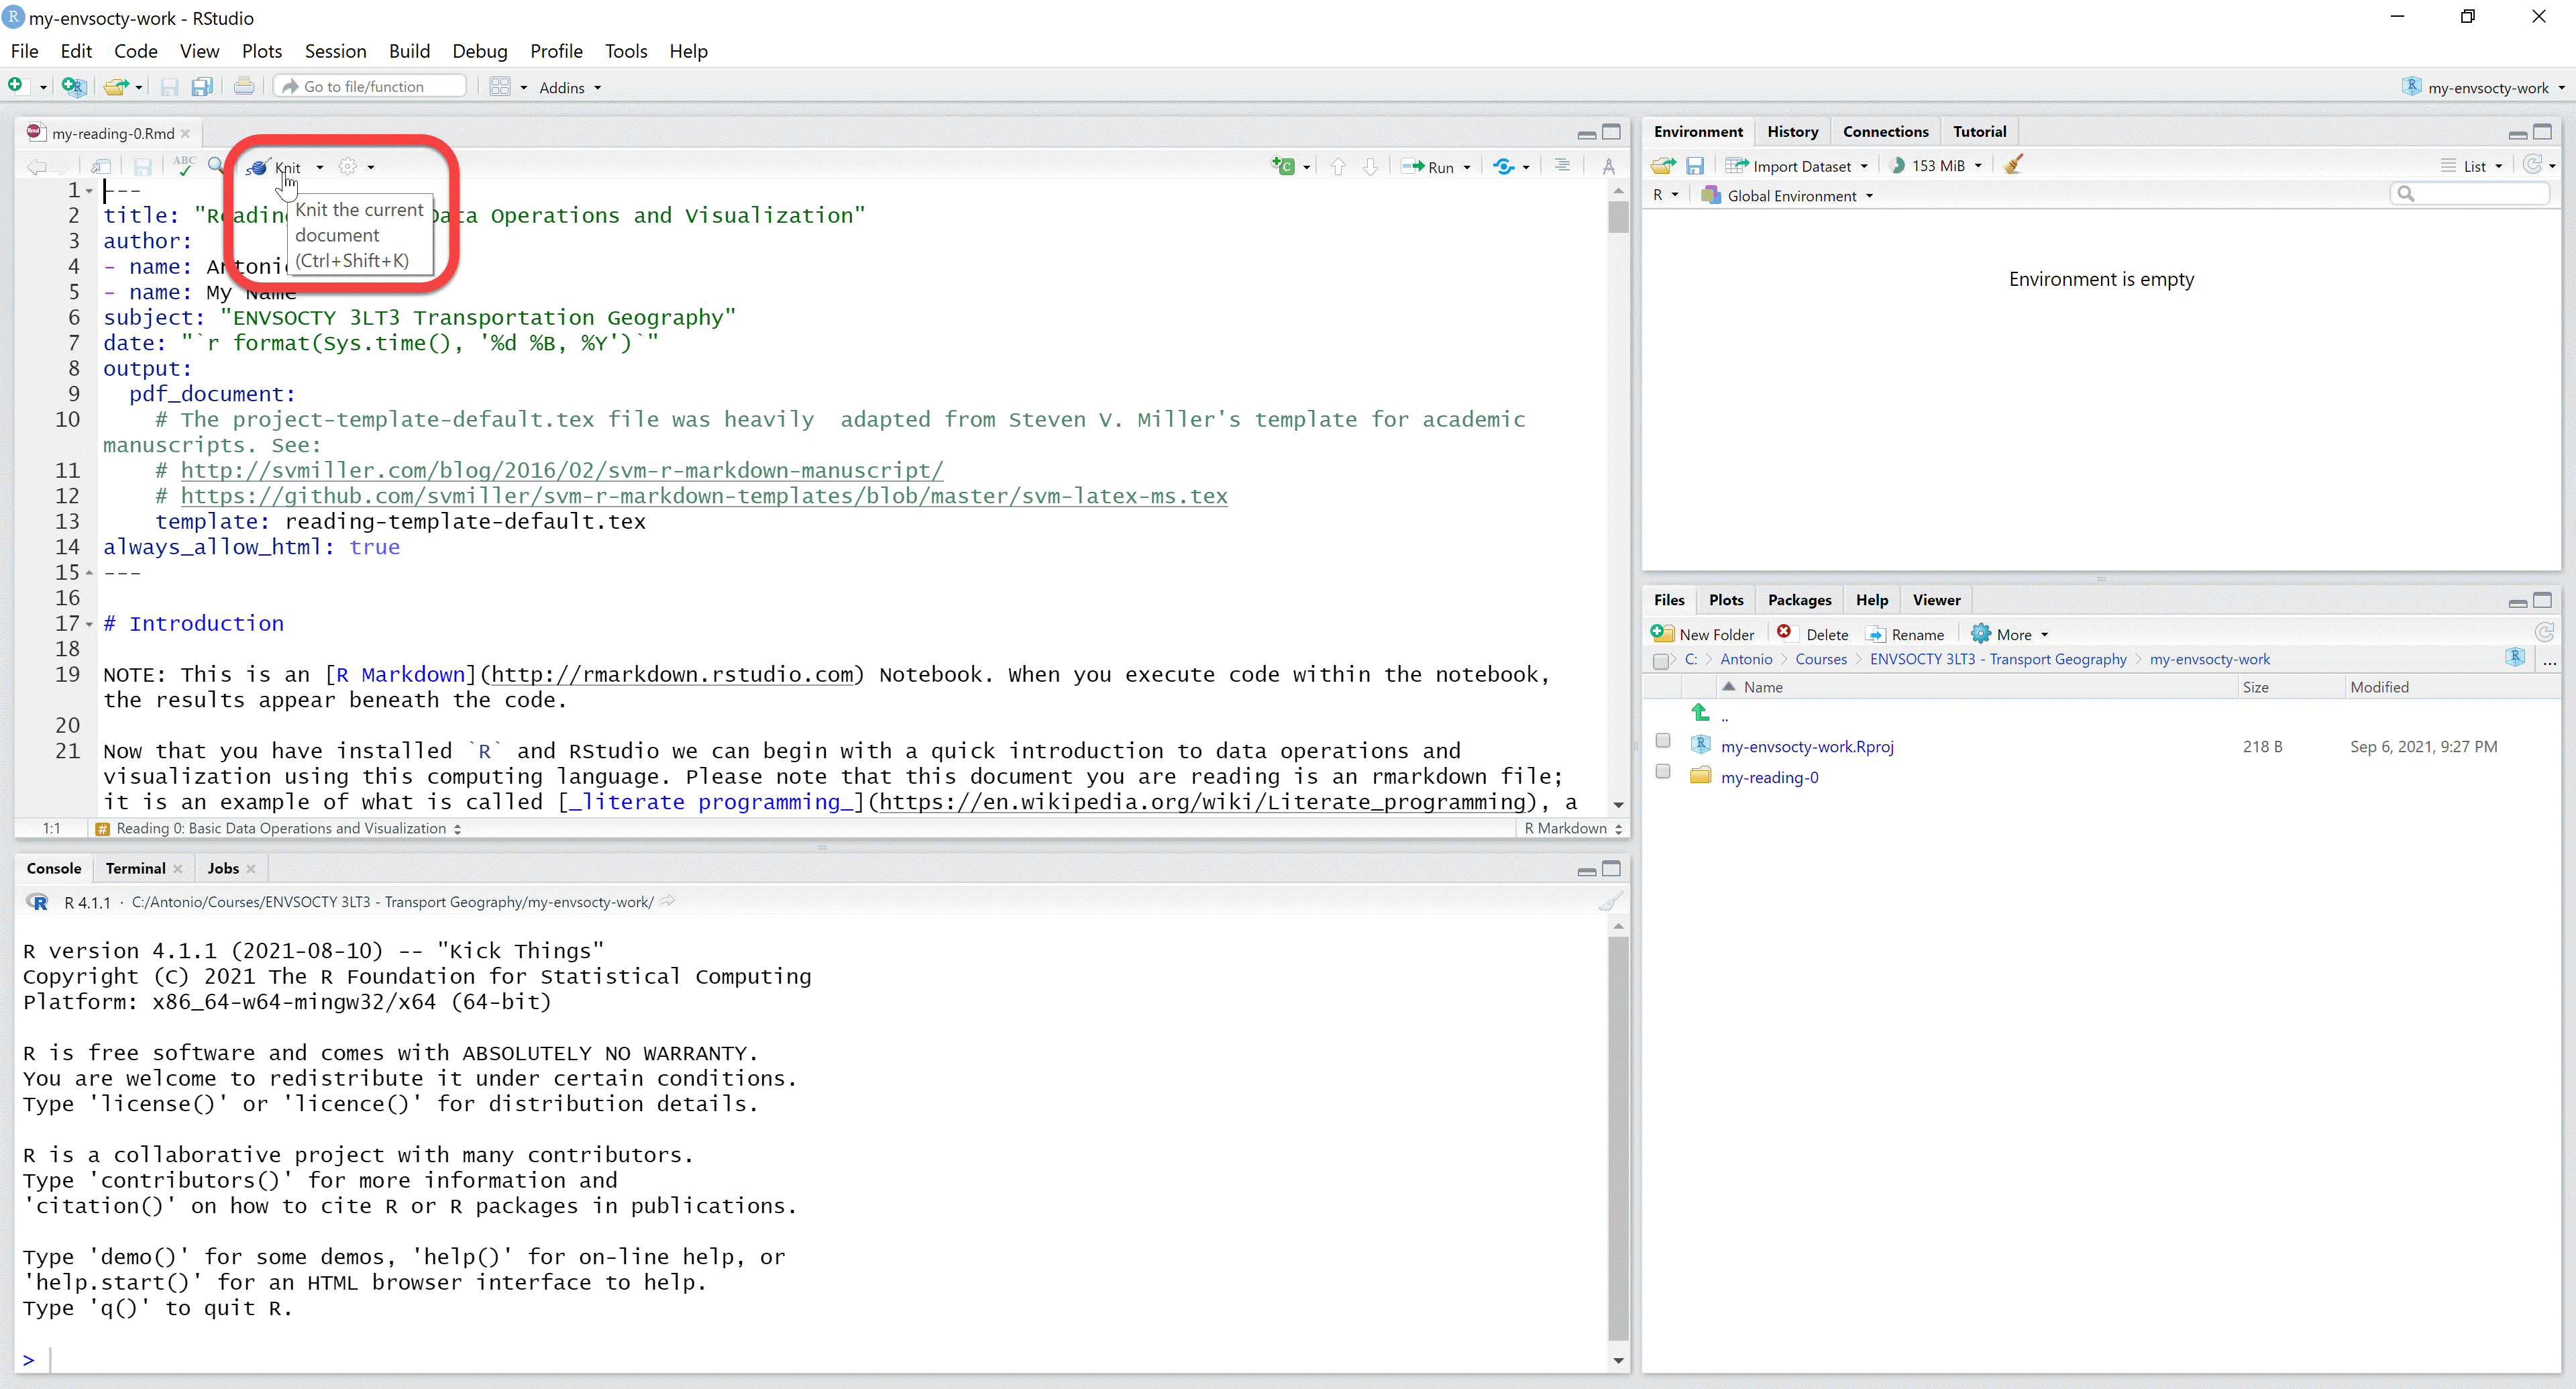 my-envsocty-work - RStudio
File Edit Code View Plots Session Build Debug Profile Tools Help
Go to file/function Addins my-envsocty-work
my-reading-0.Rmd
ABC Knit Run
Knit the current
document
(Ctrl+Shift+K)
1 ---
2 title: "Reading Data Operations and Visualization"
3 author:
4 - name: Antonio
5 - name: My Name
6 subject: "ENVSOCTY 3LT3 Transportation Geography"
7 date: "`r format(Sys.time(), '%d %B, %Y')`"
8 output:
9 pdf_document:
10 # The project-template-default.tex file was heavily  adapted from Steven V. Miller's template for academic
manuscripts. See:
11 # http://svmiller.com/blog/2016/02/svm-r-markdown-manuscript/
12 # https://github.com/svmiller/svm-r-markdown-templates/blob/master/svm-latex-ms.tex
13 template: reading-template-default.tex
14 always_allow_html: true
15 ---
16
17 # Introduction
18
19 NOTE: This is an [R Markdown](http://rmarkdown.rstudio.com) Notebook. When you execute code within the notebook,
the results appear beneath the code.
20
21 Now that you have installed `R` and RStudio we can begin with a quick introduction to data operations and
visualization using this computing language. Please note that this document you are reading is an rmarkdown file;
it is an example of what is called [_literate programming_](https://en.wikipedia.org/wiki/Literate_programming), a
1:1 # Reading 0: Basic Data Operations and Visualization R Markdown
Console Terminal Jobs
R 4.1.1 · C:/Antonio/Courses/ENVSOCTY 3LT3 - Transport Geography/my-envsocty-work/
R version 4.1.1 (2021-08-10) -- "Kick Things"
Copyright (C) 2021 The R Foundation for Statistical Computing
Platform: x86_64-w64-mingw32/x64 (64-bit)
R is free software and comes with ABSOLUTELY NO WARRANTY.
You are welcome to redistribute it under certain conditions.
Type 'license()' or 'licence()' for distribution details.
R is a collaborative project with many contributors.
Type 'contributors()' for more information and
'citation()' on how to cite R or R packages in publications.
Type 'demo()' for some demos, 'help()' for on-line help, or
'help.start()' for an HTML browser interface to help.
Type 'q()' to quit R.
>
Environment History Connections Tutorial
Import Dataset 153 MiB List
R Global Environment
Environment is empty
Files Plots Packages Help Viewer
New Folder Delete Rename More
C: Antonio Courses ENVSOCTY 3LT3 - Transport Geography my-envsocty-work ...
Name Size Modified
..
my-envsocty-work.Rproj 218 B Sep 6, 2021, 9:27 PM
my-reading-0